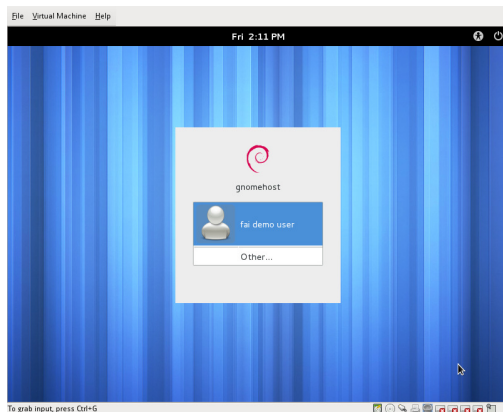 File Virtual Machine Help
Fri 2:11 PM
gnomehost
fai demo user
Other...
To grab input, press Ctrl+G